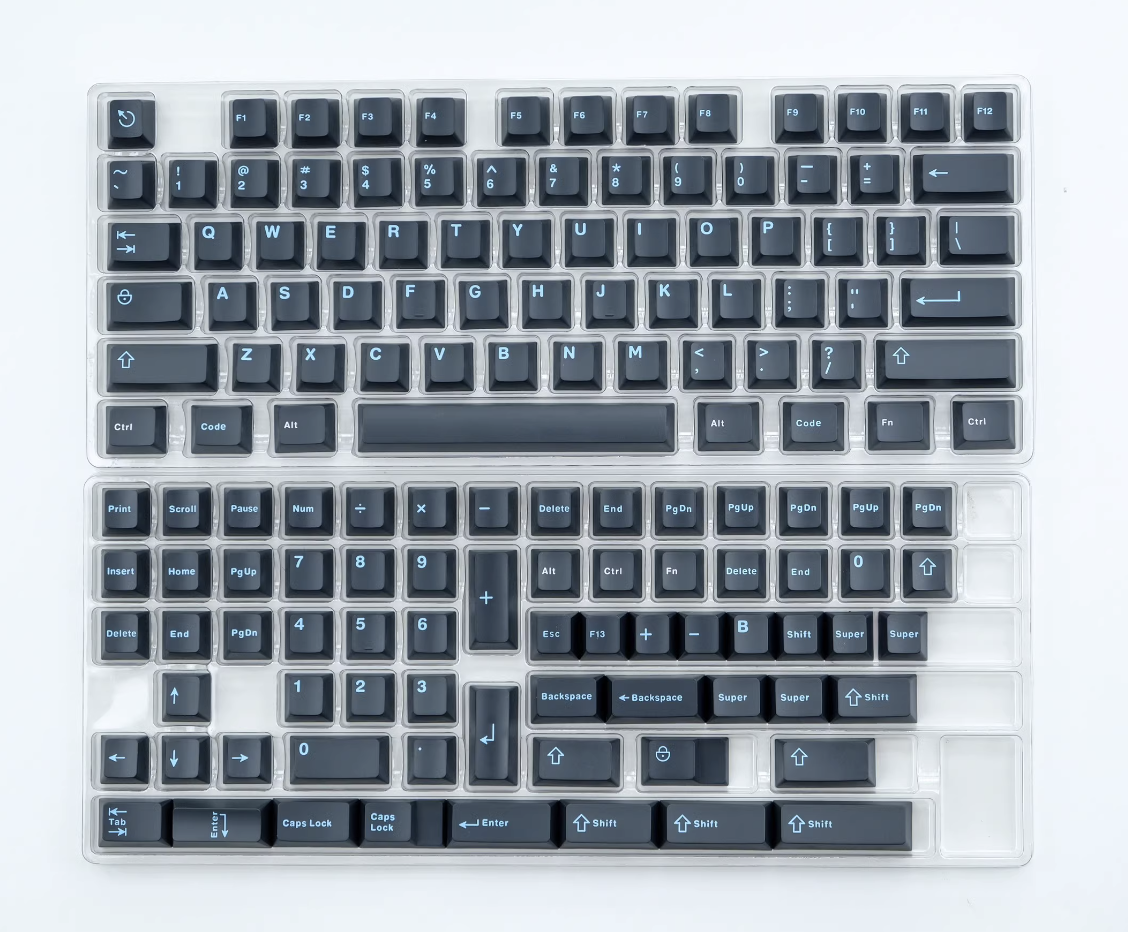 F1 F2 F3 F4 F5 F6 F7 F8 F9 F10 F11 F12
~ ! @ # $ % ^ & * ( ) — +
` 1 2 3 4 5 6 7 8 9 0 - = ←
⇤ Q W E R T Y U I O P { } |
⇥ [ ] \
A S D F G H J K L : "
; '
⇧ Z X C V B N M < > ? ⇧
, . /
Ctrl Code Alt Alt Code Fn Ctrl
Print Scroll Pause Num ÷ × − Delete End PgDn PgUp PgDn PgUp PgDn
Insert Home PgUp 7 8 9 + Alt Ctrl Fn Delete End 0 ⇧
Delete End PgDn 4 5 6 Esc F13 + − B Shift Super Super
↑ 1 2 3 Backspace ← Backspace Super Super ⇧ Shift
← ↓ → 0 . ↵ ⇧ ⇧
⇤
Tab
⇥
Enter
Caps Lock
Caps
Lock
↵ Enter
⇧ Shift
⇧ Shift
⇧ Shift